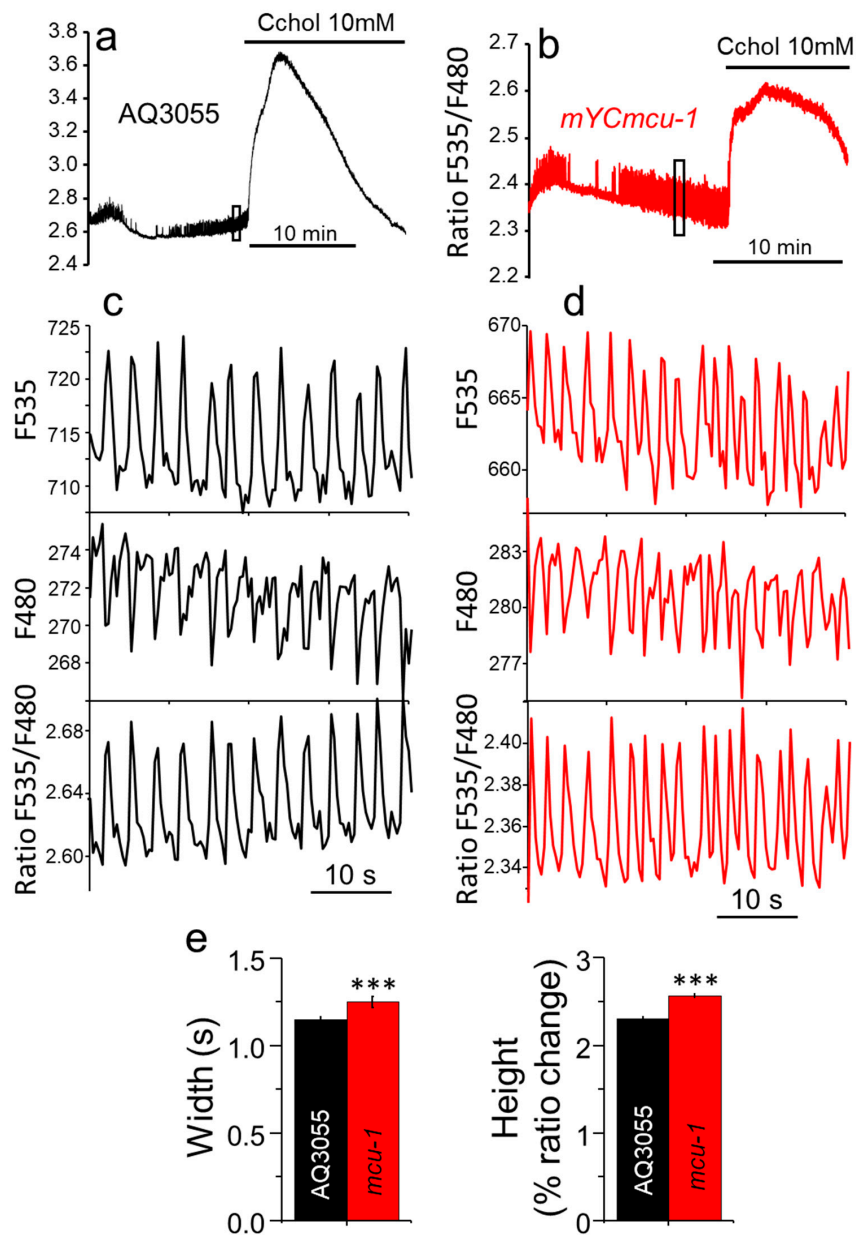 a
Cchol 10mM
3.8
3.6
3.4
3.2
3.0
2.8
2.6
2.4
AQ3055
10 min
b
Cchol 10mM
Ratio F535/F480
2.7
2.6
2.5
2.4
2.3
2.2
mYCmcu-1
10 min
c
F535
725
720
715
710
F480
274
272
270
268
Ratio F535/F480
2.68
2.64
2.60
10 s
d
F535
670
665
660
F480
283
280
277
Ratio F535/F480
2.40
2.38
2.36
2.34
10 s
e
Width (s)
1.5
1.0
0.5
0.0
***
AQ3055
mcu-1
Height
(% ratio change)
3
2
1
0
***
AQ3055
mcu-1